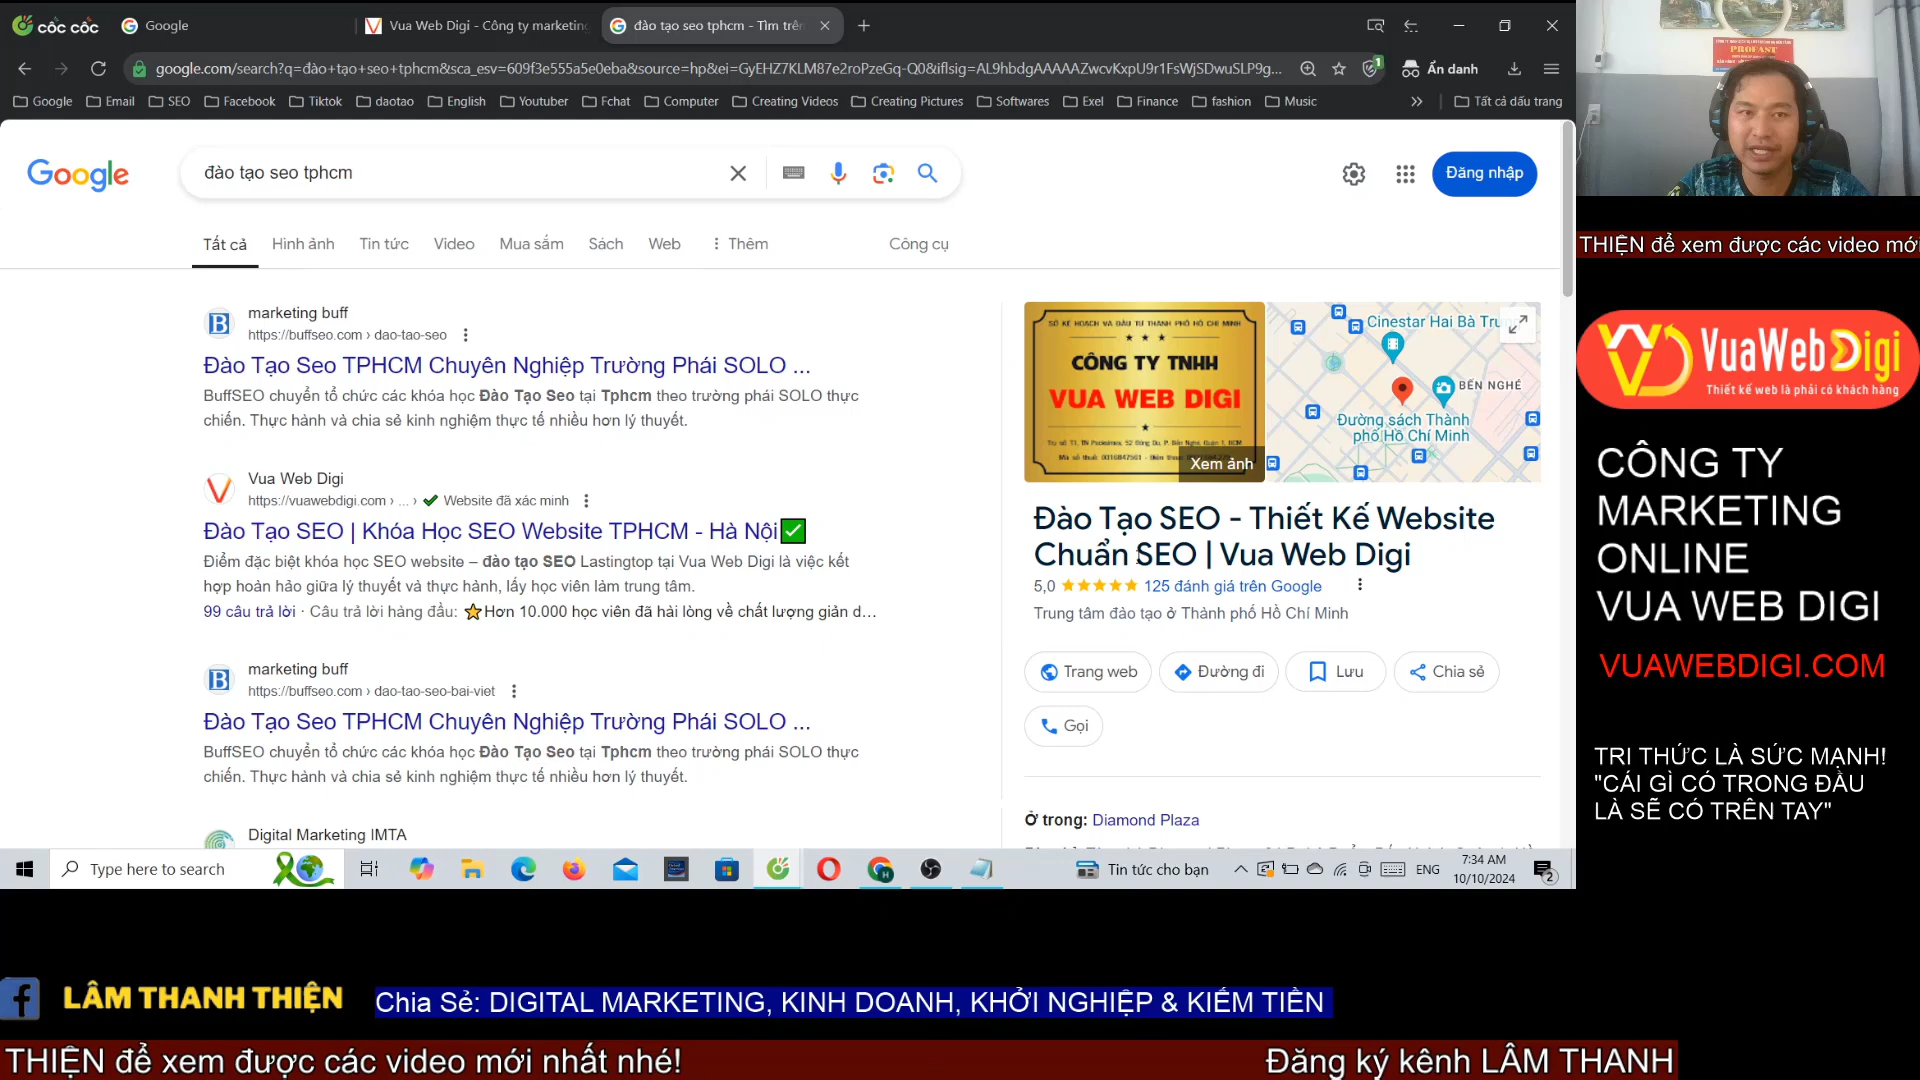 cốc cốc
Google
Vua Web Digi - Công ty marketing
đào tạo seo tphcm - Tìm trên
google.com/search?q=đào+tạo+seo+tphcm&sca_esv=609f3e555a5e0eba&source=hp&ei=GyEHZ7KLM87e2roPzeGq-Q0&iflsig=AL9hbdgAAAAAZwcvKxpU9r1FsWjSDwuSLP9g...
1
Ẩn danh
Google
Email
SEO
Facebook
Tiktok
daotao
English
Youtuber
Fchat
Computer
Creating Videos
Creating Pictures
Softwares
Exel
Finance
fashion
Music
Tất cả dấu trang
Google
đào tạo seo tphcm
Đăng nhập
Tất cả
Hình ảnh
Tin tức
Video
Mua sắm
Sách
Web
Thêm
Công cụ
marketing buff
https://buffseo.com › dao-tao-seo
Đào Tạo Seo TPHCM Chuyên Nghiệp Trường Phái SOLO ...
BuffSEO chuyển tổ chức các khóa học Đào Tạo Seo tại Tphcm theo trường phái SOLO thực
chiến. Thực hành và chia sẻ kinh nghiệm thực tế nhiều hơn lý thuyết.
Vua Web Digi
https://vuawebdigi.com › ... › Website đã xác minh
Đào Tạo SEO | Khóa Học SEO Website TPHCM - Hà Nội✅
Điểm đặc biệt khóa học SEO website – đào tạo SEO Lastingtop tại Vua Web Digi là việc kết
hợp hoàn hảo giữa lý thuyết và thực hành, lấy học viên làm trung tâm.
99 câu trả lời · Câu trả lời hàng đầu: ⭐Hơn 10.000 học viên đã hài lòng về chất lượng giản d...
marketing buff
https://buffseo.com › dao-tao-seo-bai-viet
Đào Tạo Seo TPHCM Chuyên Nghiệp Trường Phái SOLO ...
BuffSEO chuyển tổ chức các khóa học Đào Tạo Seo tại Tphcm theo trường phái SOLO thực
chiến. Thực hành và chia sẻ kinh nghiệm thực tế nhiều hơn lý thuyết.
Digital Marketing IMTA
SỞ KẾ HOẠCH VÀ ĐẦU TƯ THÀNH PHỐ HỒ CHÍ MINH
CÔNG TY TNHH
VUA WEB DIGI
Xem ảnh
Cinestar Hai Bà Trưng
BẾN NGHÉ
Đường sách Thành
phố Hồ Chí Minh
Đào Tạo SEO - Thiết Kế Website
Chuẩn SEO | Vua Web Digi
5,0 125 đánh giá trên Google
Trung tâm đào tạo ở Thành phố Hồ Chí Minh
Trang web
Đường đi
Lưu
Chia sẻ
Gọi
Ở trong: Diamond Plaza
Type here to search
Tin tức cho bạn
ENG
7:34 AM
10/10/2024
2
PROFAST
THIỆN để xem được các video mới
VuaWebDigi
Thiết kế web là phải có khách hàng
CÔNG TY
MARKETING
ONLINE
VUA WEB DIGI
VUAWEBDIGI.COM
TRI THỨC LÀ SỨC MẠNH!
"CÁI GÌ CÓ TRONG ĐẦU
LÀ SẼ CÓ TRÊN TAY"
LÂM THANH THIỆN
Chia Sẻ: DIGITAL MARKETING, KINH DOANH, KHỞI NGHIỆP & KIẾM TIỀN
THIỆN để xem được các video mới nhất nhé!
Đăng ký kênh LÂM THANH